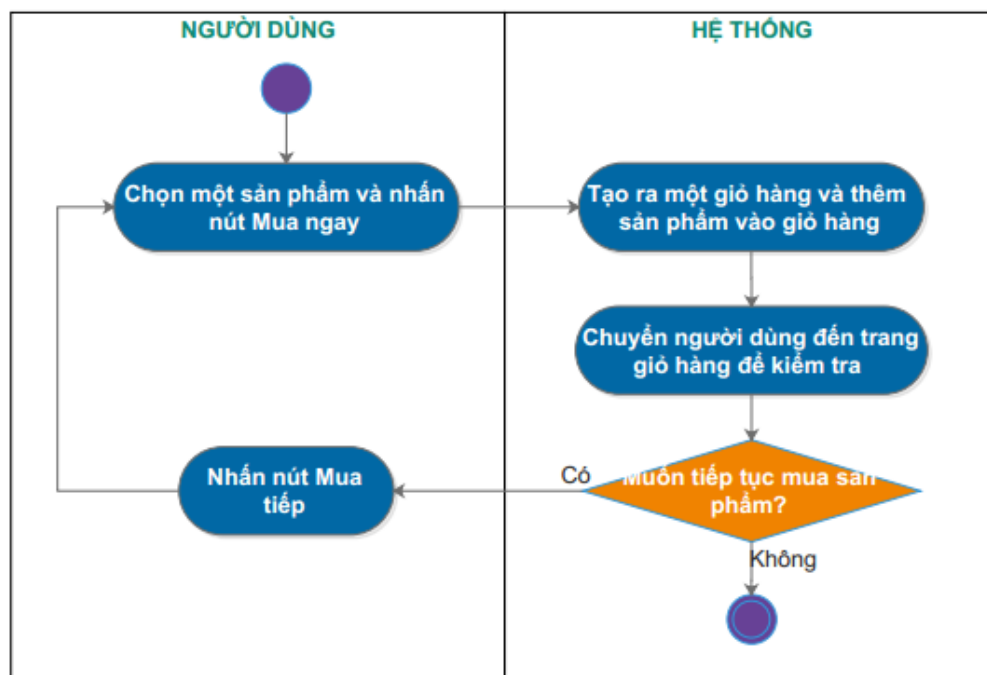 NGƯỜI DÙNG
HỆ THỐNG
Chọn một sản phẩm và nhấn
nút Mua ngay
Tạo ra một giỏ hàng và thêm
sản phẩm vào giỏ hàng
Chuyển người dùng đến trang
giỏ hàng để kiểm tra
Nhấn nút Mua
tiếp
Có
Muốn tiếp tục mua sản
phẩm?
Không